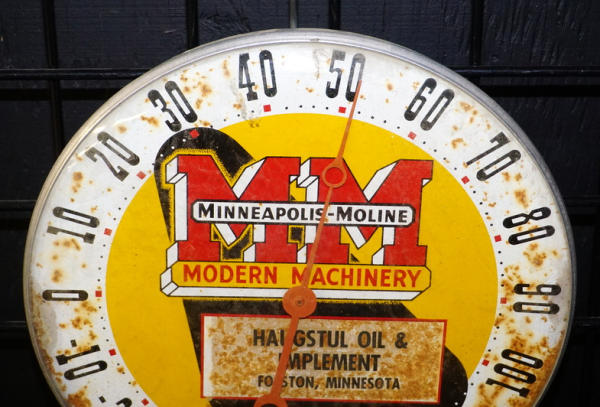 50
40
60
30
70
20
80
10
90
0
100
-10
MM
MINNEAPOLIS-MOLINE
MODERN MACHINERY
HAUGSTUL OIL &
IMPLEMENT
FOSSTON, MINNESOTA